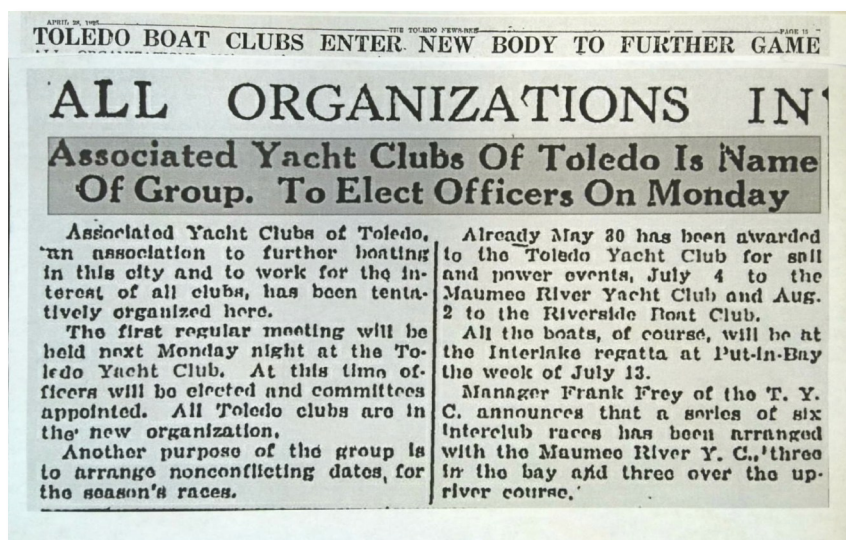 APRIL 28,
THE TOLEDO NEWS-BEE
PAGE 15
TOLEDO BOAT CLUBS ENTER NEW BODY TO FURTHER GAME
ALL ORGANIZATIONS IN
Associated Yacht Clubs Of Toledo Is Name
Of Group. To Elect Officers On Monday
Associated Yacht Clubs of Toledo,
an association to further boating
in this city and to work for the in-
terest of all clubs, has been tenta-
tively organized here.
The first regular meeting will be
held next Monday night at the To-
ledo Yacht Club. At this time of-
ficers will be elected and committees
appointed. All Toledo clubs are in
the new organization.
Another purpose of the group is
to arrange nonconflicting dates, for
the season's races.
Already May 30 has been awarded
to the Toledo Yacht Club for sail
and power events, July 4 to the
Maumee River Yacht Club and Aug.
2 to the Riverside Boat Club.
All the boats, of course, will be at
the Interlake regatta at Put-In-Bay
the week of July 13.
Manager Frank Frey of the T. Y.
C. announces that a series of six
interclub races has been arranged
with the Maumee River Y. C., three
in the bay and three over the up-
river course.